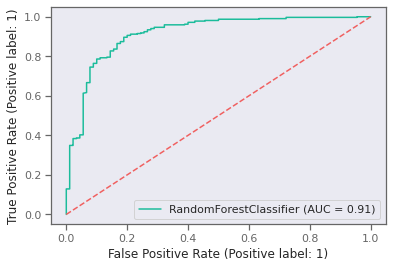 True Positive Rate (Positive label: 1)
1.0
0.8
0.6
0.4
0.2
0.0
RandomForestClassifier (AUC = 0.91)
0.0 0.2 0.4 0.6 0.8 1.0
False Positive Rate (Positive label: 1)